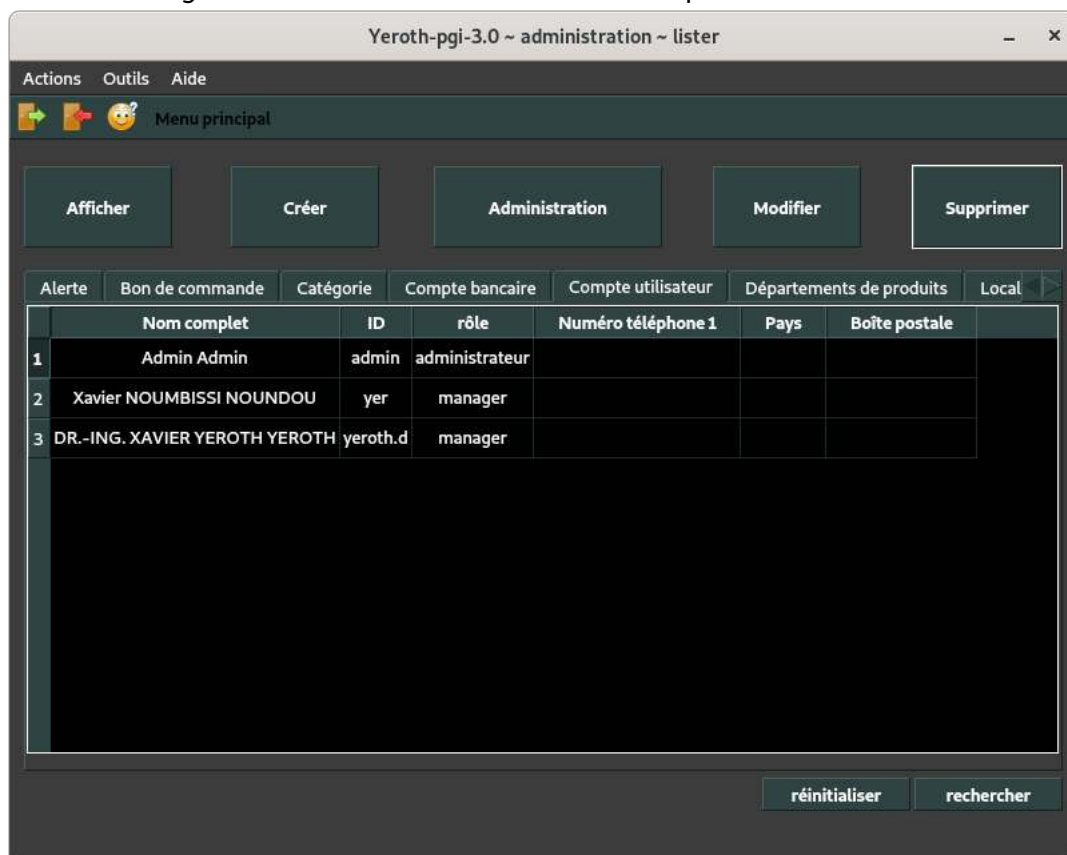 Yeroth-pgi-3.0 ~ administration ~ lister
Actions Outils Aide
Menu principal
Afficher Créer Administration Modifier Supprimer
Alerte Bon de commande Catégorie Compte bancaire Compte utilisateur Départements de produits Local
Nom complet ID rôle Numéro téléphone 1 Pays Boîte postale
1 Admin Admin admin administrateur
2 Xavier NOUMBISSI NOUNDOU yer manager
3 DR.-ING. XAVIER YEROTH YEROTH yeroth.d manager
réinitialiser rechercher